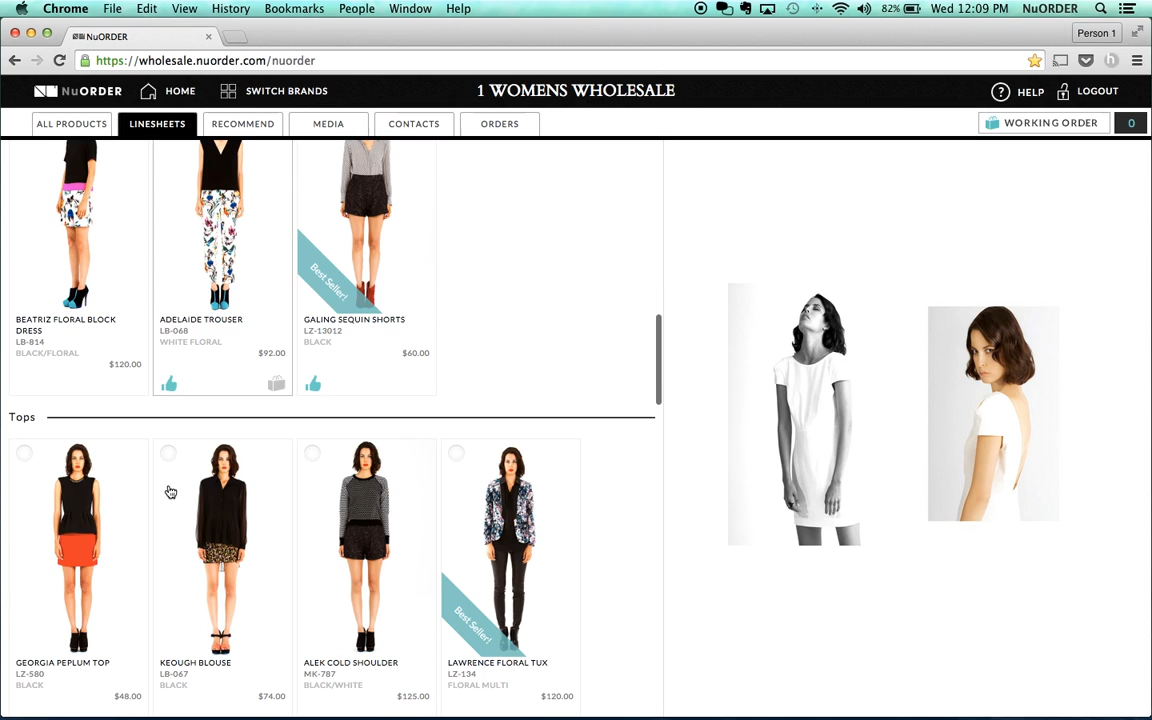 Chrome File Edit View History Bookmarks People Window Help 82% Wed 12:09 PM NuORDER
NuORDER Person 1
https://wholesale.nuorder.com/nuorder
NuORDER HOME SWITCH BRANDS 1 WOMENS WHOLESALE HELP LOGOUT
ALL PRODUCTS LINESHEETS RECOMMEND MEDIA CONTACTS ORDERS WORKING ORDER 0
Best Seller!
BEATRIZ FLORAL BLOCK
DRESS
LB-814
BLACK/FLORAL
$120.00
ADELAIDE TROUSER
LB-068
WHITE FLORAL
$92.00
GALING SEQUIN SHORTS
LZ-13012
BLACK
$60.00
Tops
Best Seller!
GEORGIA PEPLUM TOP
LZ-580
BLACK
$48.00
KEOUGH BLOUSE
LB-067
BLACK
$74.00
ALEK COLD SHOULDER
MK-787
BLACK/WHITE
$125.00
LAWRENCE FLORAL TUX
LZ-134
FLORAL MULTI
$120.00